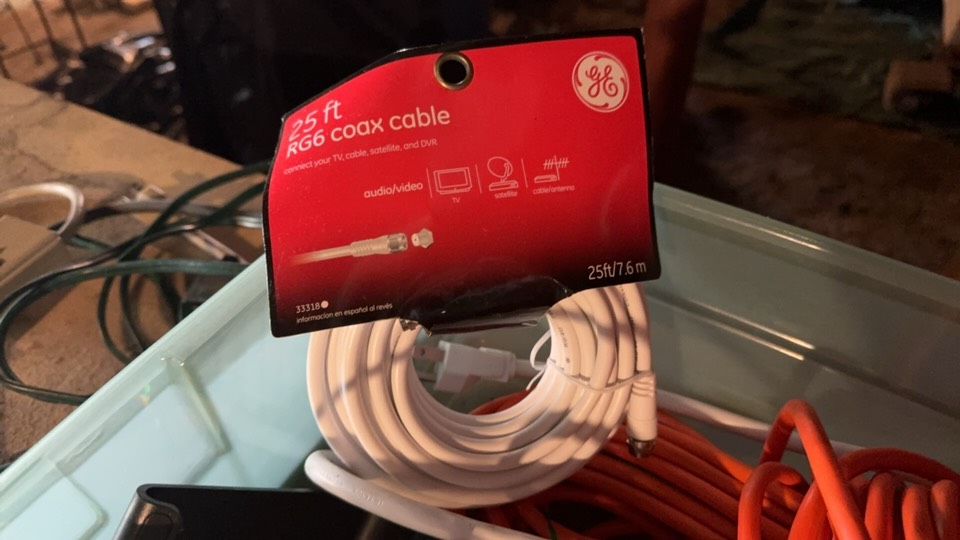 GE
25 ft
RG6 coax cable
connect your TV, cable, satellite, and DVR
audio/video
TV
satellite
cable/antenna
25ft/7.6 m
33318
informacion en español al revés